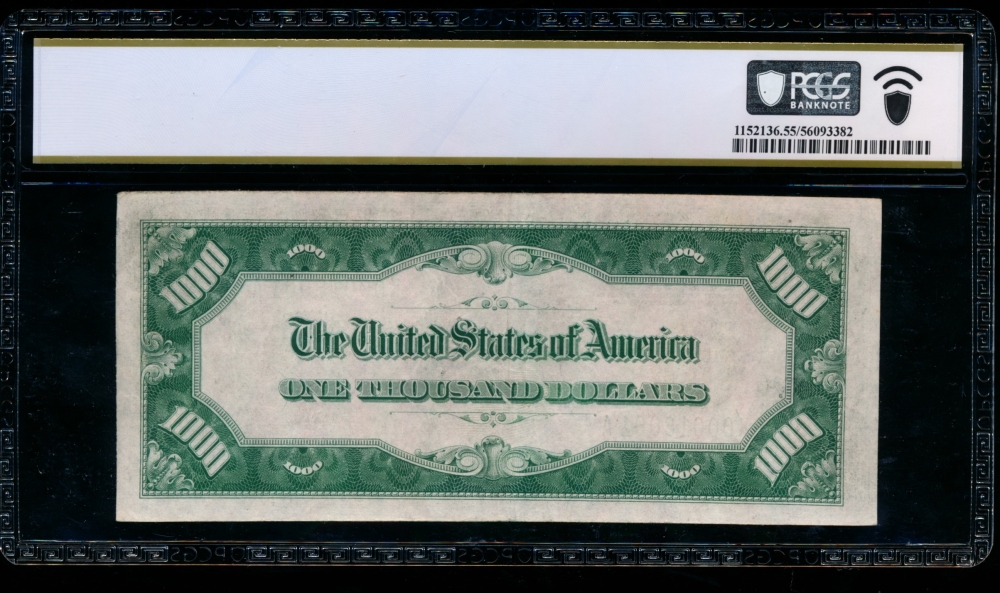 PCGS
BANKNOTE
1152136.55/56093382
1000 1000 1000 1000
The United States of America
ONE THOUSAND DOLLARS
1000 1000 1000 1000